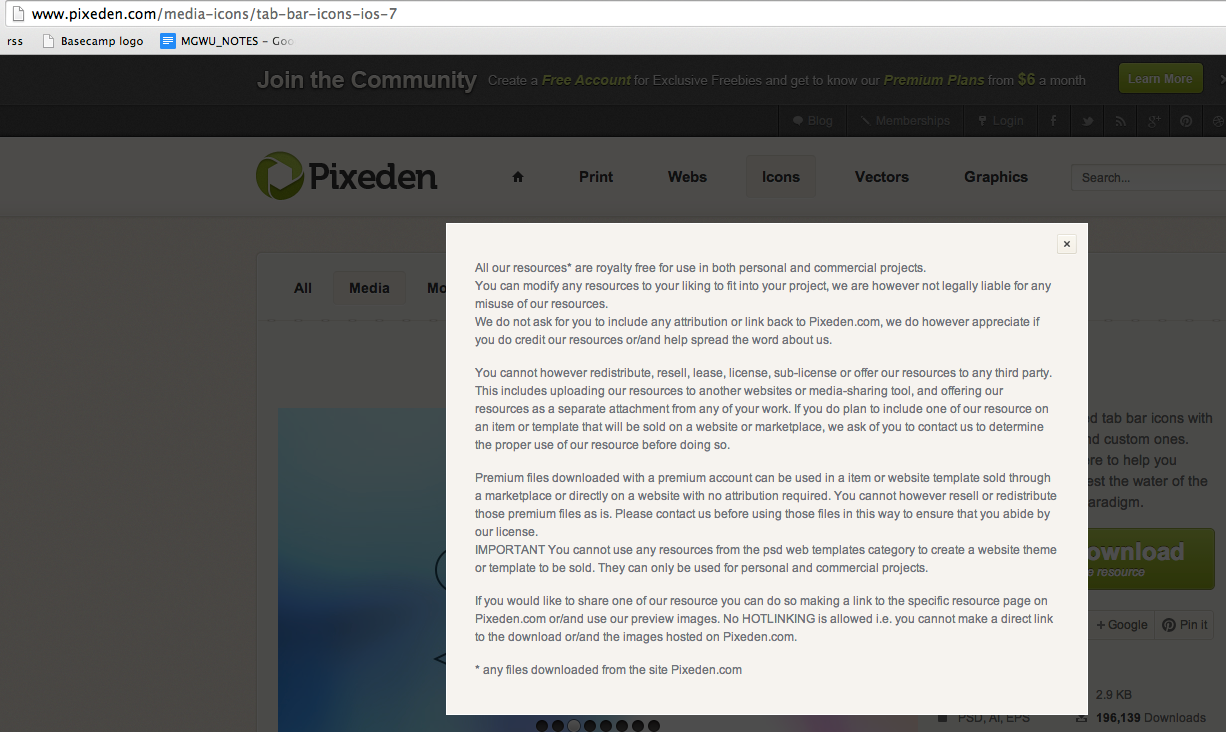 www.pixeden.com/media-icons/tab-bar-icons-ios-7
rss Basecamp logo MGWU_NOTES – Goo
Join the Community Create a Free Account for Exclusive Freebies and get to know our Premium Plans from $6 a month Learn More
Blog Memberships Login
Pixeden Print Webs Icons Vectors Graphics Search...
All Media Mo
×
All our resources* are royalty free for use in both personal and commercial projects.
You can modify any resources to your liking to fit into your project, we are however not legally liable for any
misuse of our resources.
We do not ask for you to include any attribution or link back to Pixeden.com, we do however appreciate if
you do credit our resources or/and help spread the word about us.
You cannot however redistribute, resell, lease, license, sub-license or offer our resources to any third party.
This includes uploading our resources to another websites or media-sharing tool, and offering our
resources as a separate attachment from any of your work. If you do plan to include one of our resource on
an item or template that will be sold on a website or marketplace, we ask of you to contact us to determine
the proper use of our resource before doing so.
Premium files downloaded with a premium account can be used in a item or website template sold through
a marketplace or directly on a website with no attribution required. You cannot however resell or redistribute
those premium files as is. Please contact us before using those files in this way to ensure that you abide by
our license.
IMPORTANT You cannot use any resources from the psd web templates category to create a website theme
or template to be sold. They can only be used for personal and commercial projects.
If you would like to share one of our resource you can do so making a link to the specific resource page on
Pixeden.com or/and use our preview images. No HOTLINKING is allowed i.e. you cannot make a direct link
to the download or/and the images hosted on Pixeden.com.
* any files downloaded from the site Pixeden.com
d tab bar icons with
nd custom ones.
re to help you
est the water of the
aradigm.
ownload
e resource
+ Google Pin it
2.9 KB
PSD, AI, EPS 196,139 Downloads